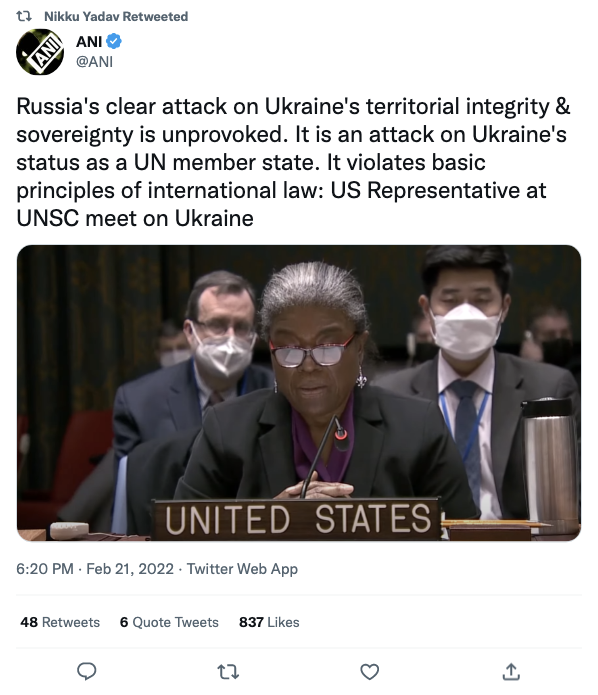 Nikku Yadav Retweeted
ANI
ANI
@ANI
Russia's clear attack on Ukraine's territorial integrity &
sovereignty is unprovoked. It is an attack on Ukraine's
status as a UN member state. It violates basic
principles of international law: US Representative at
UNSC meet on Ukraine
UNITED STATES
6:20 PM · Feb 21, 2022 · Twitter Web App
48 Retweets 6 Quote Tweets 837 Likes